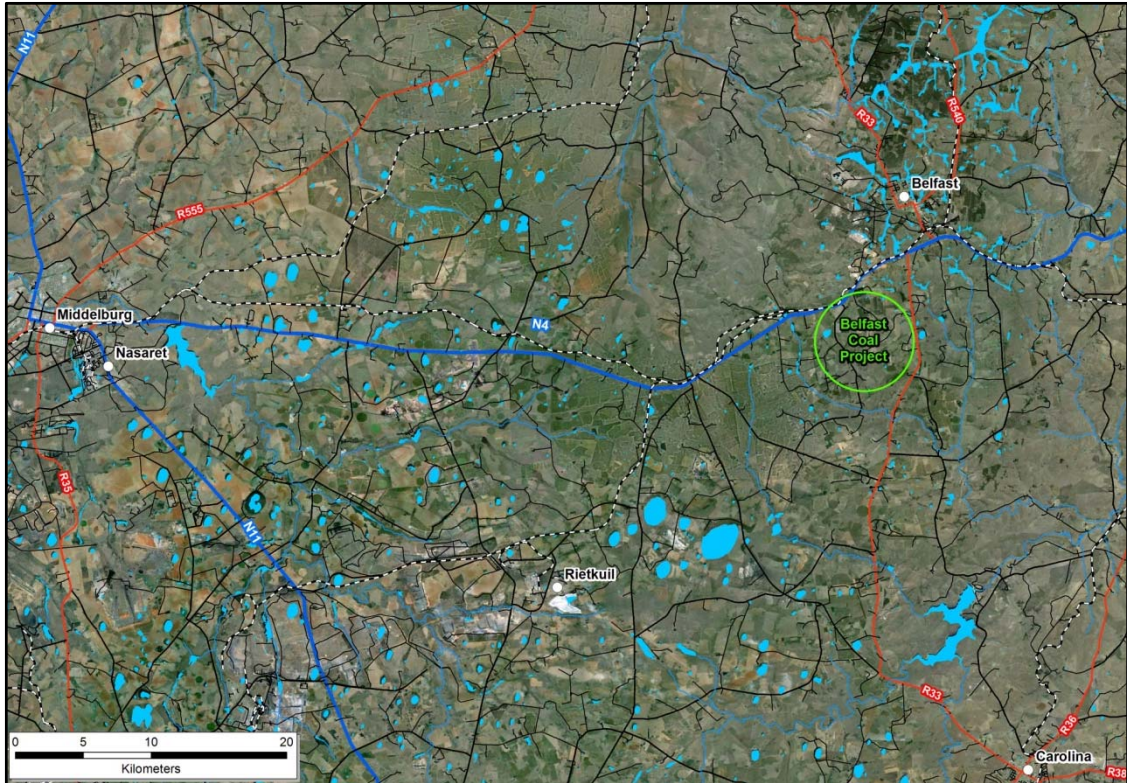 N11
R33
R540
Belfast
R555
Middelburg
N4
Nasaret
Belfast
Coal
Project
R35
N11
Rietkuil
R33
R36
Carolina
R38
0 5 10 20
Kilometers